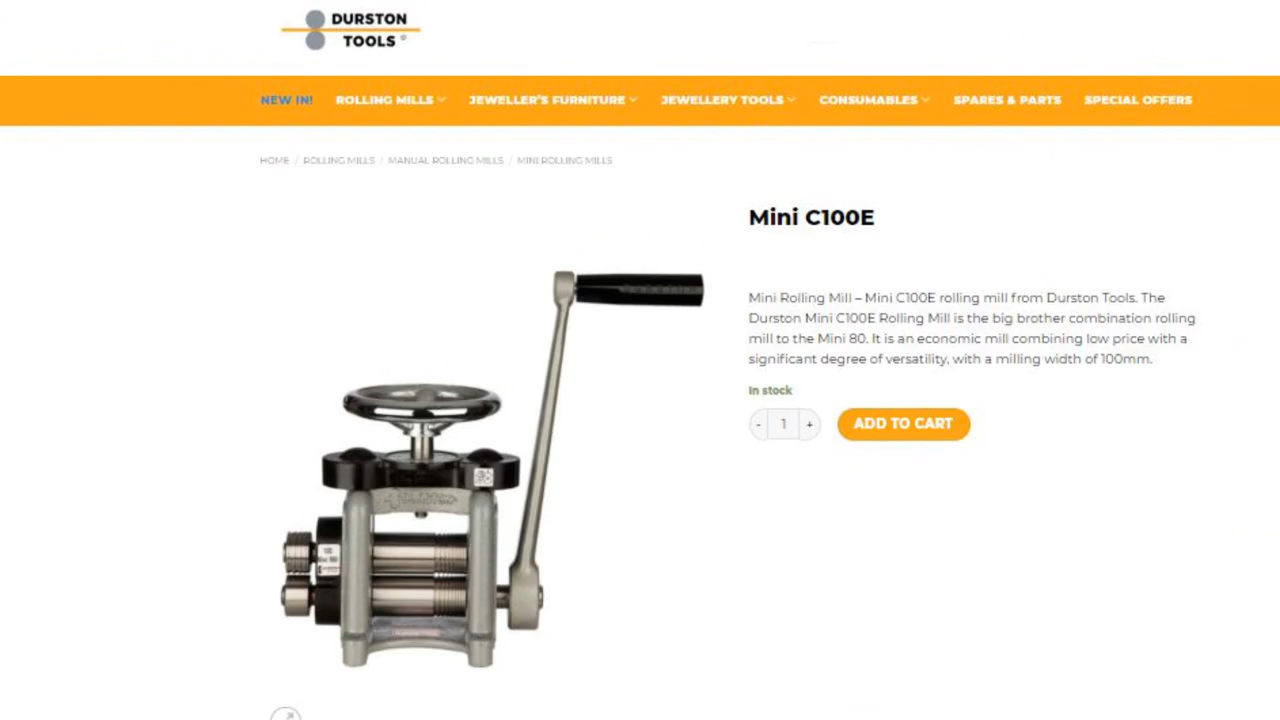 DURSTON
TOOLS ©
NEW IN! ROLLING MILLS JEWELLER'S FURNITURE JEWELLERY TOOLS CONSUMABLES SPARES & PARTS SPECIAL OFFERS
HOME / ROLLING MILLS / MANUAL ROLLING MILLS / MINI ROLLING MILLS
Mini C100E
Mini Rolling Mill – Mini C100E rolling mill from Durston Tools. The
Durston Mini C100E Rolling Mill is the big brother combination rolling
mill to the Mini 80. It is an economic mill combining low price with a
significant degree of versatility, with a milling width of 100mm.
In stock
- 1 + ADD TO CART